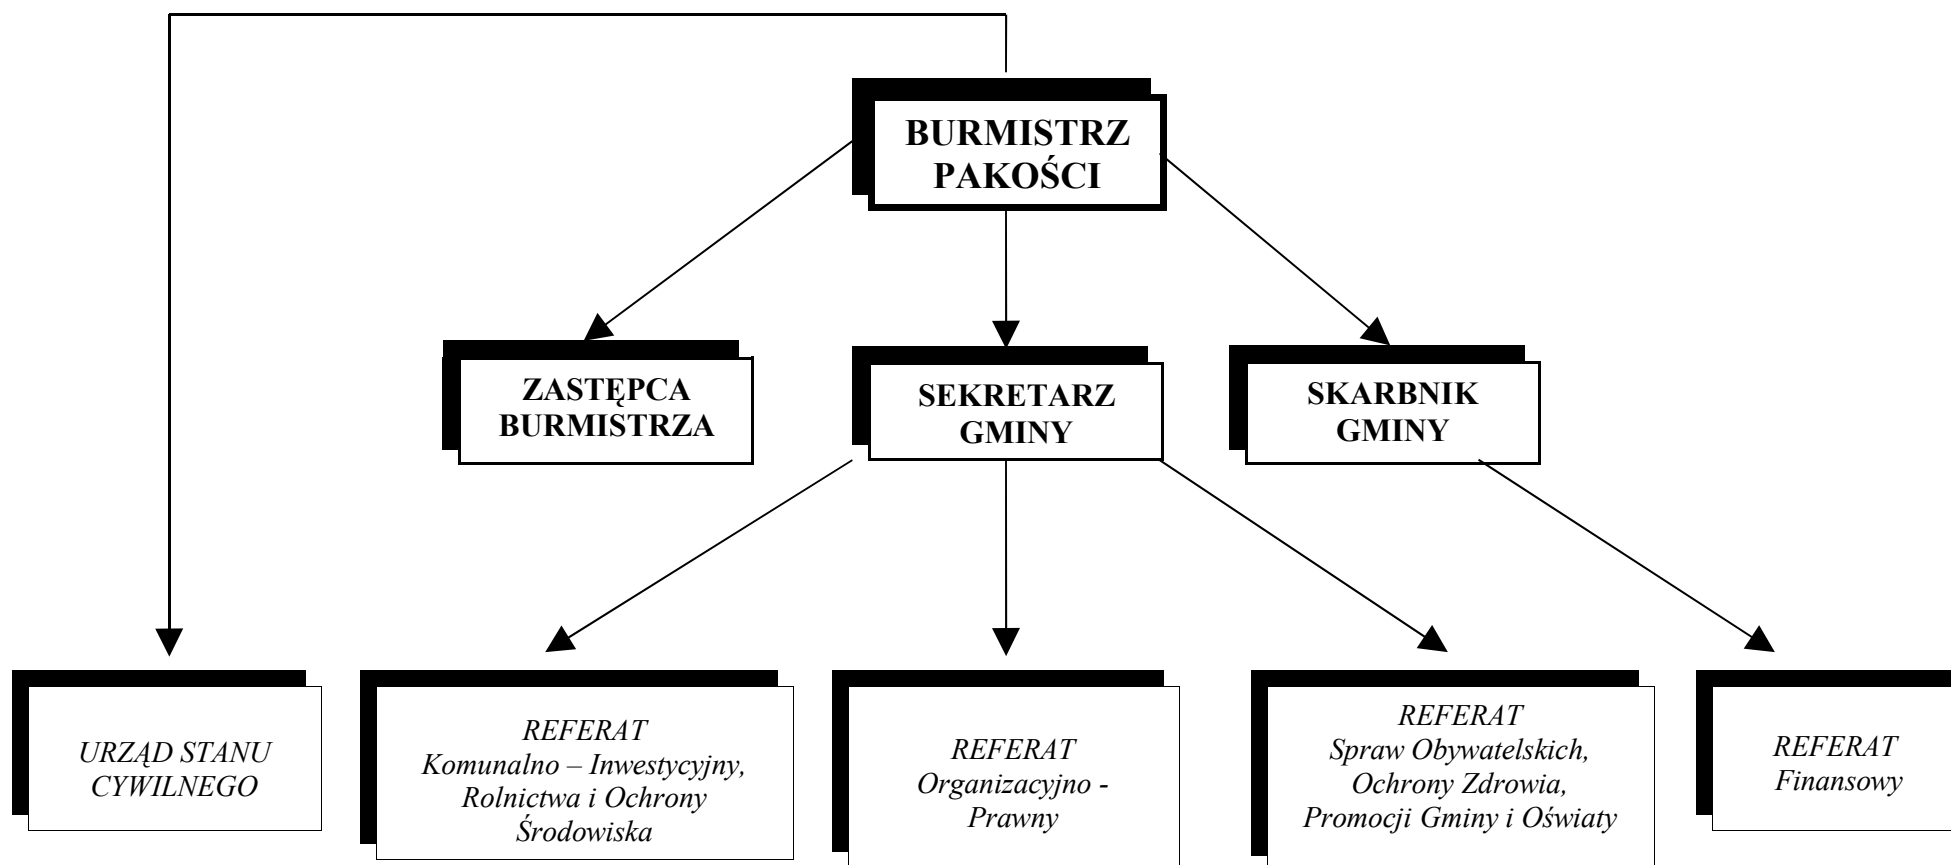 BURMISTRZ
PAKOŚCI
ZASTĘPCA
BURMISTRZA
SEKRETARZ
GMINY
SKARBNIK
GMINY
URZĄD STANU
CYWILNEGO
REFERAT
Komunalno – Inwestycyjny,
Rolnictwa i Ochrony
Środowiska
REFERAT
Organizacyjno -
Prawny
REFERAT
Spraw Obywatelskich,
Ochrony Zdrowia,
Promocji Gminy i Oświaty
REFERAT
Finansowy